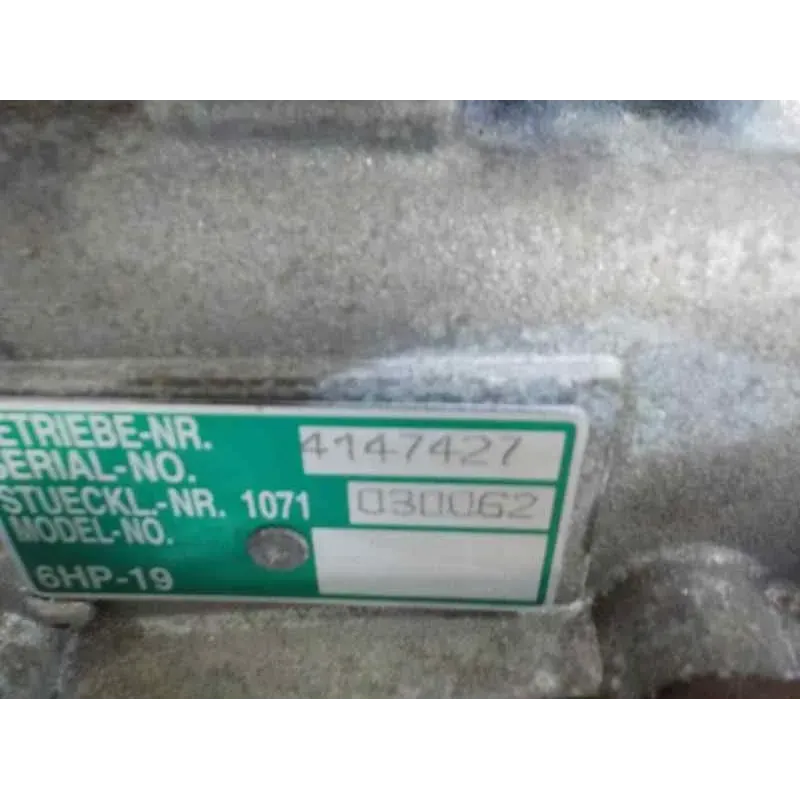 ETRIEBE-NR. 4147427
SERIAL-NO.
STUECKL.-NR. 1071 030062
MODEL-NO.
6HP-19